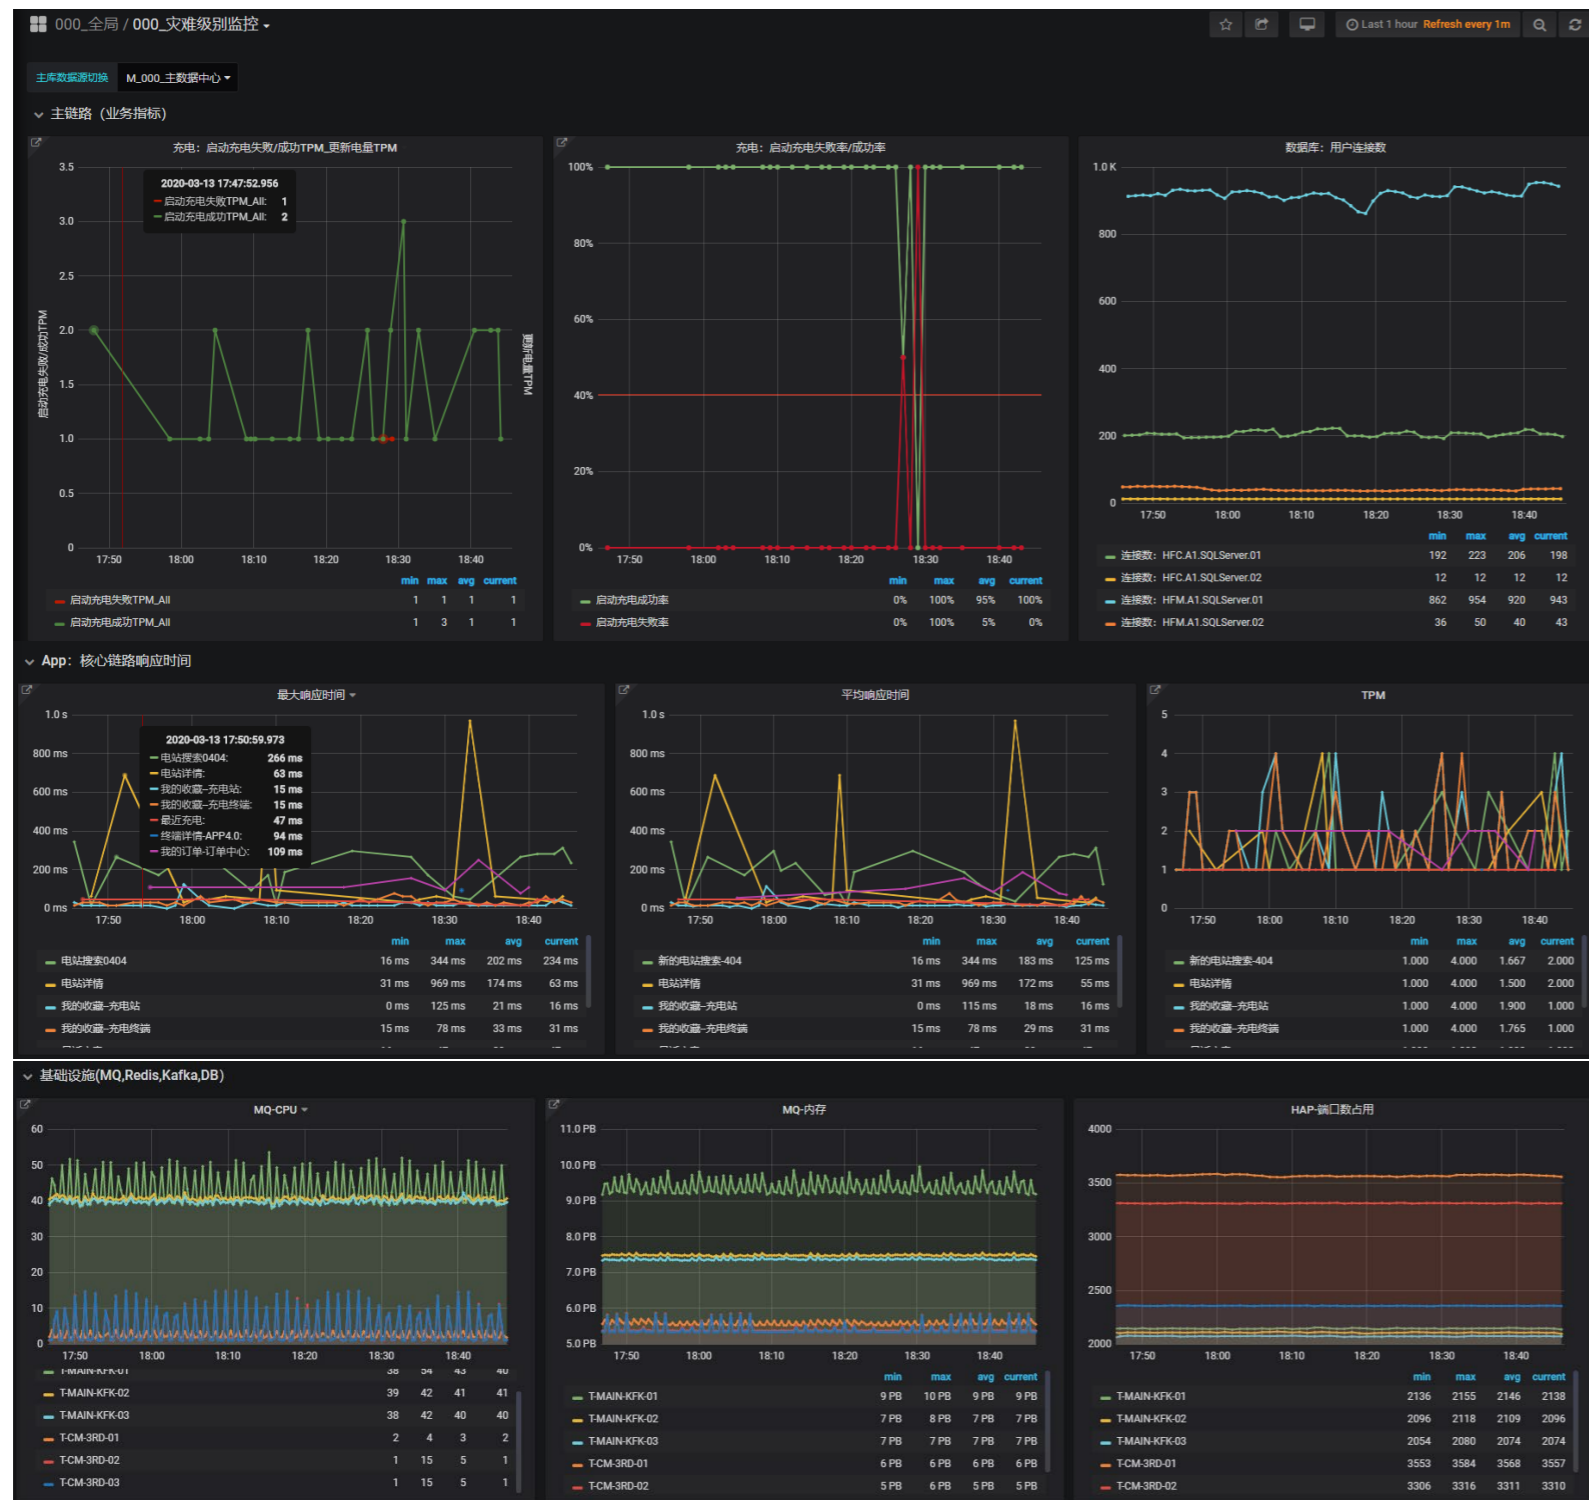 000_全局 / 000_灾难级别监控
Last 1 hour Refresh every 1m
主库数据源切换 M_000_主数据中心
主链路（业务指标）
充电：启动充电失败/成功TPM_更新电量TPM
3.5
3.0
2.5
2.0
1.5
1.0
0.5
0
启动充电失败/成功TPM
更新电量TPM
2020-03-13 17:47:52.956
启动充电失败TPM_All: 1
启动充电成功TPM_All: 2
17:50 18:00 18:10 18:20 18:30 18:40
min max avg current
启动充电失败TPM_All 1 1 1 1
启动充电成功TPM_All 1 3 1 1
充电：启动充电失败率/成功率
100%
80%
60%
40%
20%
0%
17:50 18:00 18:10 18:20 18:30 18:40
min max avg current
启动充电成功率 0% 100% 95% 100%
启动充电失败率 0% 100% 5% 0%
数据库：用户连接数
1.0 K
800
600
400
200
0
17:50 18:00 18:10 18:20 18:30 18:40
min max avg current
连接数：HFC.A1.SQLServer.01 192 223 206 198
连接数：HFC.A1.SQLServer.02 12 12 12 12
连接数：HFM.A1.SQLServer.01 862 954 920 943
连接数：HFM.A1.SQLServer.02 36 50 40 43
App：核心链路响应时间
最大响应时间
1.0 s
800 ms
600 ms
400 ms
200 ms
0 ms
2020-03-13 17:50:59.973
电站搜索0404: 266 ms
电站详情: 63 ms
我的收藏–充电站: 15 ms
我的收藏–充电终端: 15 ms
最近充电: 47 ms
终端详情-APP4.0: 94 ms
我的订单-订单中心: 109 ms
17:50 18:00 18:10 18:20 18:30 18:40
min max avg current
电站搜索0404 16 ms 344 ms 202 ms 234 ms
电站详情 31 ms 969 ms 174 ms 63 ms
我的收藏–充电站 0 ms 125 ms 21 ms 16 ms
我的收藏–充电终端 15 ms 78 ms 33 ms 31 ms
平均响应时间
1.0 s
800 ms
600 ms
400 ms
200 ms
0 ms
17:50 18:00 18:10 18:20 18:30 18:40
min max avg current
新的电站搜索-404 16 ms 344 ms 183 ms 125 ms
电站详情 31 ms 969 ms 172 ms 55 ms
我的收藏–充电站 0 ms 115 ms 18 ms 16 ms
我的收藏–充电终端 15 ms 78 ms 29 ms 31 ms
TPM
5
4
3
2
1
0
17:50 18:00 18:10 18:20 18:30 18:40
min max avg current
新的电站搜索-404 1.000 4.000 1.667 2.000
电站详情 1.000 4.000 1.500 2.000
我的收藏–充电站 1.000 4.000 1.900 1.000
我的收藏–充电终端 1.000 4.000 1.765 1.000
基础设施(MQ,Redis,Kafka,DB)
MQ-CPU
60
50
40
30
20
10
0
17:50 18:00 18:10 18:20 18:30 18:40
T-MAIN-KFK-01 38 54 43 40
T-MAIN-KFK-02 39 42 41 41
T-MAIN-KFK-03 38 42 40 40
T-CM-3RD-01 2 4 3 2
T-CM-3RD-02 1 15 5 1
T-CM-3RD-03 1 15 5 1
MQ-内存
11.0 PB
10.0 PB
9.0 PB
8.0 PB
7.0 PB
6.0 PB
5.0 PB
17:50 18:00 18:10 18:20 18:30 18:40
min max avg current
T-MAIN-KFK-01 9 PB 10 PB 9 PB 9 PB
T-MAIN-KFK-02 7 PB 8 PB 7 PB 7 PB
T-MAIN-KFK-03 7 PB 7 PB 7 PB 7 PB
T-CM-3RD-01 6 PB 6 PB 6 PB 6 PB
T-CM-3RD-02 5 PB 6 PB 5 PB 5 PB
HAP-端口数占用
4000
3500
3000
2500
2000
17:50 18:00 18:10 18:20 18:30 18:40
min max avg current
T-MAIN-KFK-01 2136 2155 2146 2138
T-MAIN-KFK-02 2096 2118 2109 2096
T-MAIN-KFK-03 2054 2080 2074 2074
T-CM-3RD-01 3553 3584 3568 3557
T-CM-3RD-02 3306 3316 3311 3310